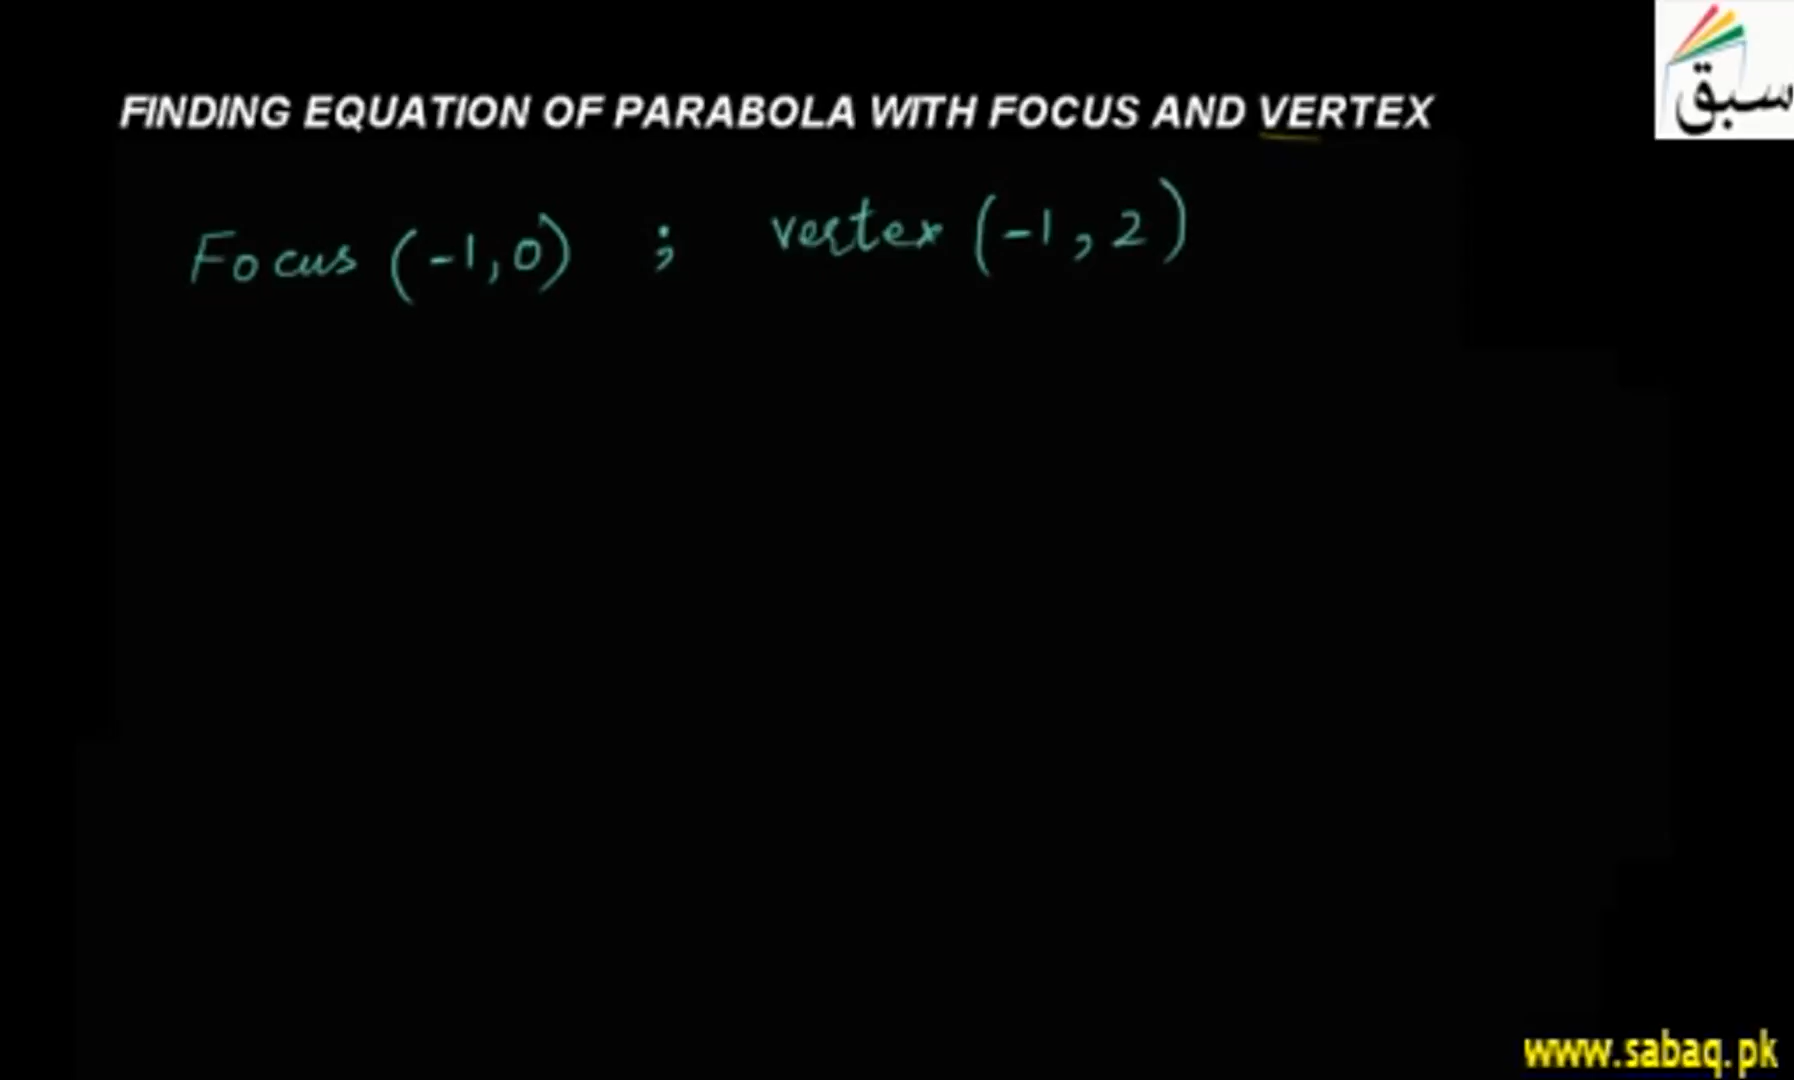 سبق
FINDING EQUATION OF PARABOLA WITH FOCUS AND VERTEX
Focus (-1,0) ; vertex (-1,2)
www.sabaq.pk